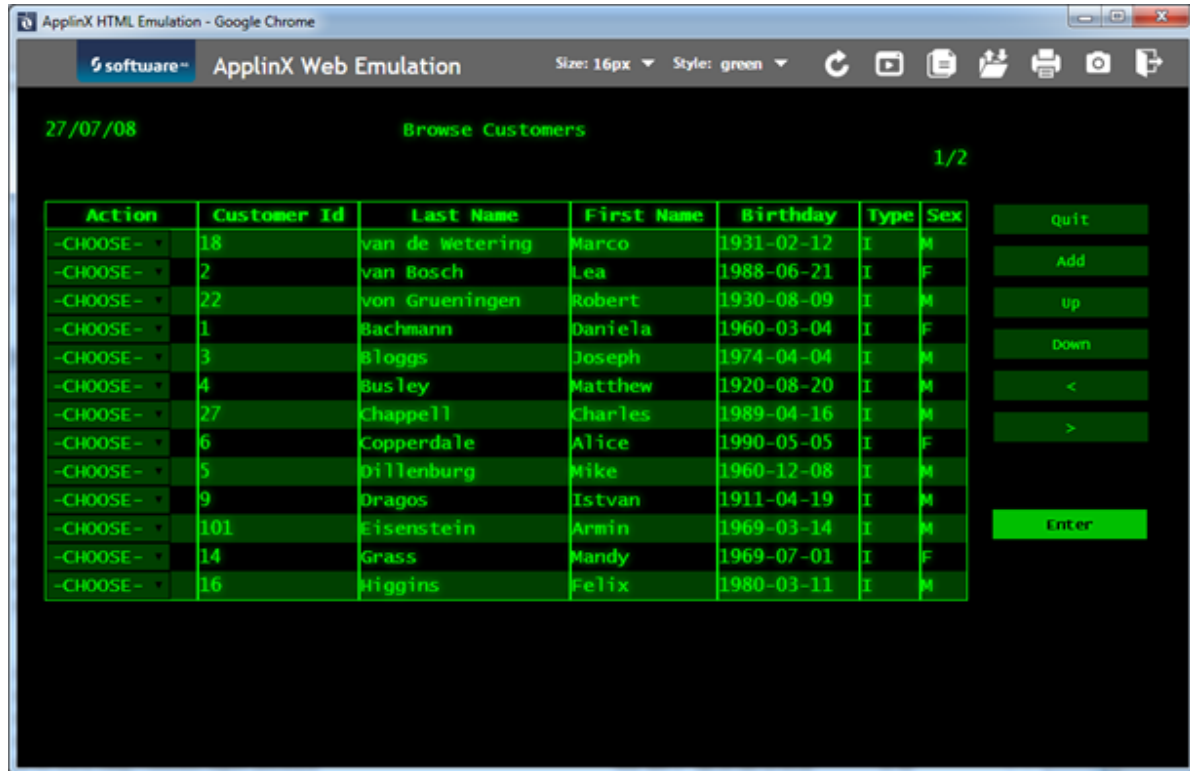 ApplinX HTML Emulation - Google Chrome
software AG ApplinX Web Emulation Size: 16px Style: green
27/07/08 Browse Customers
1/2
Action Customer Id Last Name First Name Birthday Type Sex Quit
-CHOOSE- 18 van de Wetering Marco 1931-02-12 I M
-CHOOSE- 2 van Bosch Lea 1988-06-21 I F Add
-CHOOSE- 22 von Grueningen Robert 1930-08-09 I M Up
-CHOOSE- 1 Bachmann Daniela 1960-03-04 I F
-CHOOSE- 3 Bloggs Joseph 1974-04-04 I M Down
-CHOOSE- 4 Busley Matthew 1920-08-20 I M <
-CHOOSE- 27 Chappell Charles 1989-04-16 I M
-CHOOSE- 6 Copperdale Alice 1990-05-05 I F >
-CHOOSE- 5 Dillenburg Mike 1960-12-08 I M
-CHOOSE- 9 Dragos Istvan 1911-04-19 I M
-CHOOSE- 101 Eisenstein Armin 1969-03-14 I M Enter
-CHOOSE- 14 Grass Mandy 1969-07-01 I F
-CHOOSE- 16 Higgins Felix 1980-03-11 I M